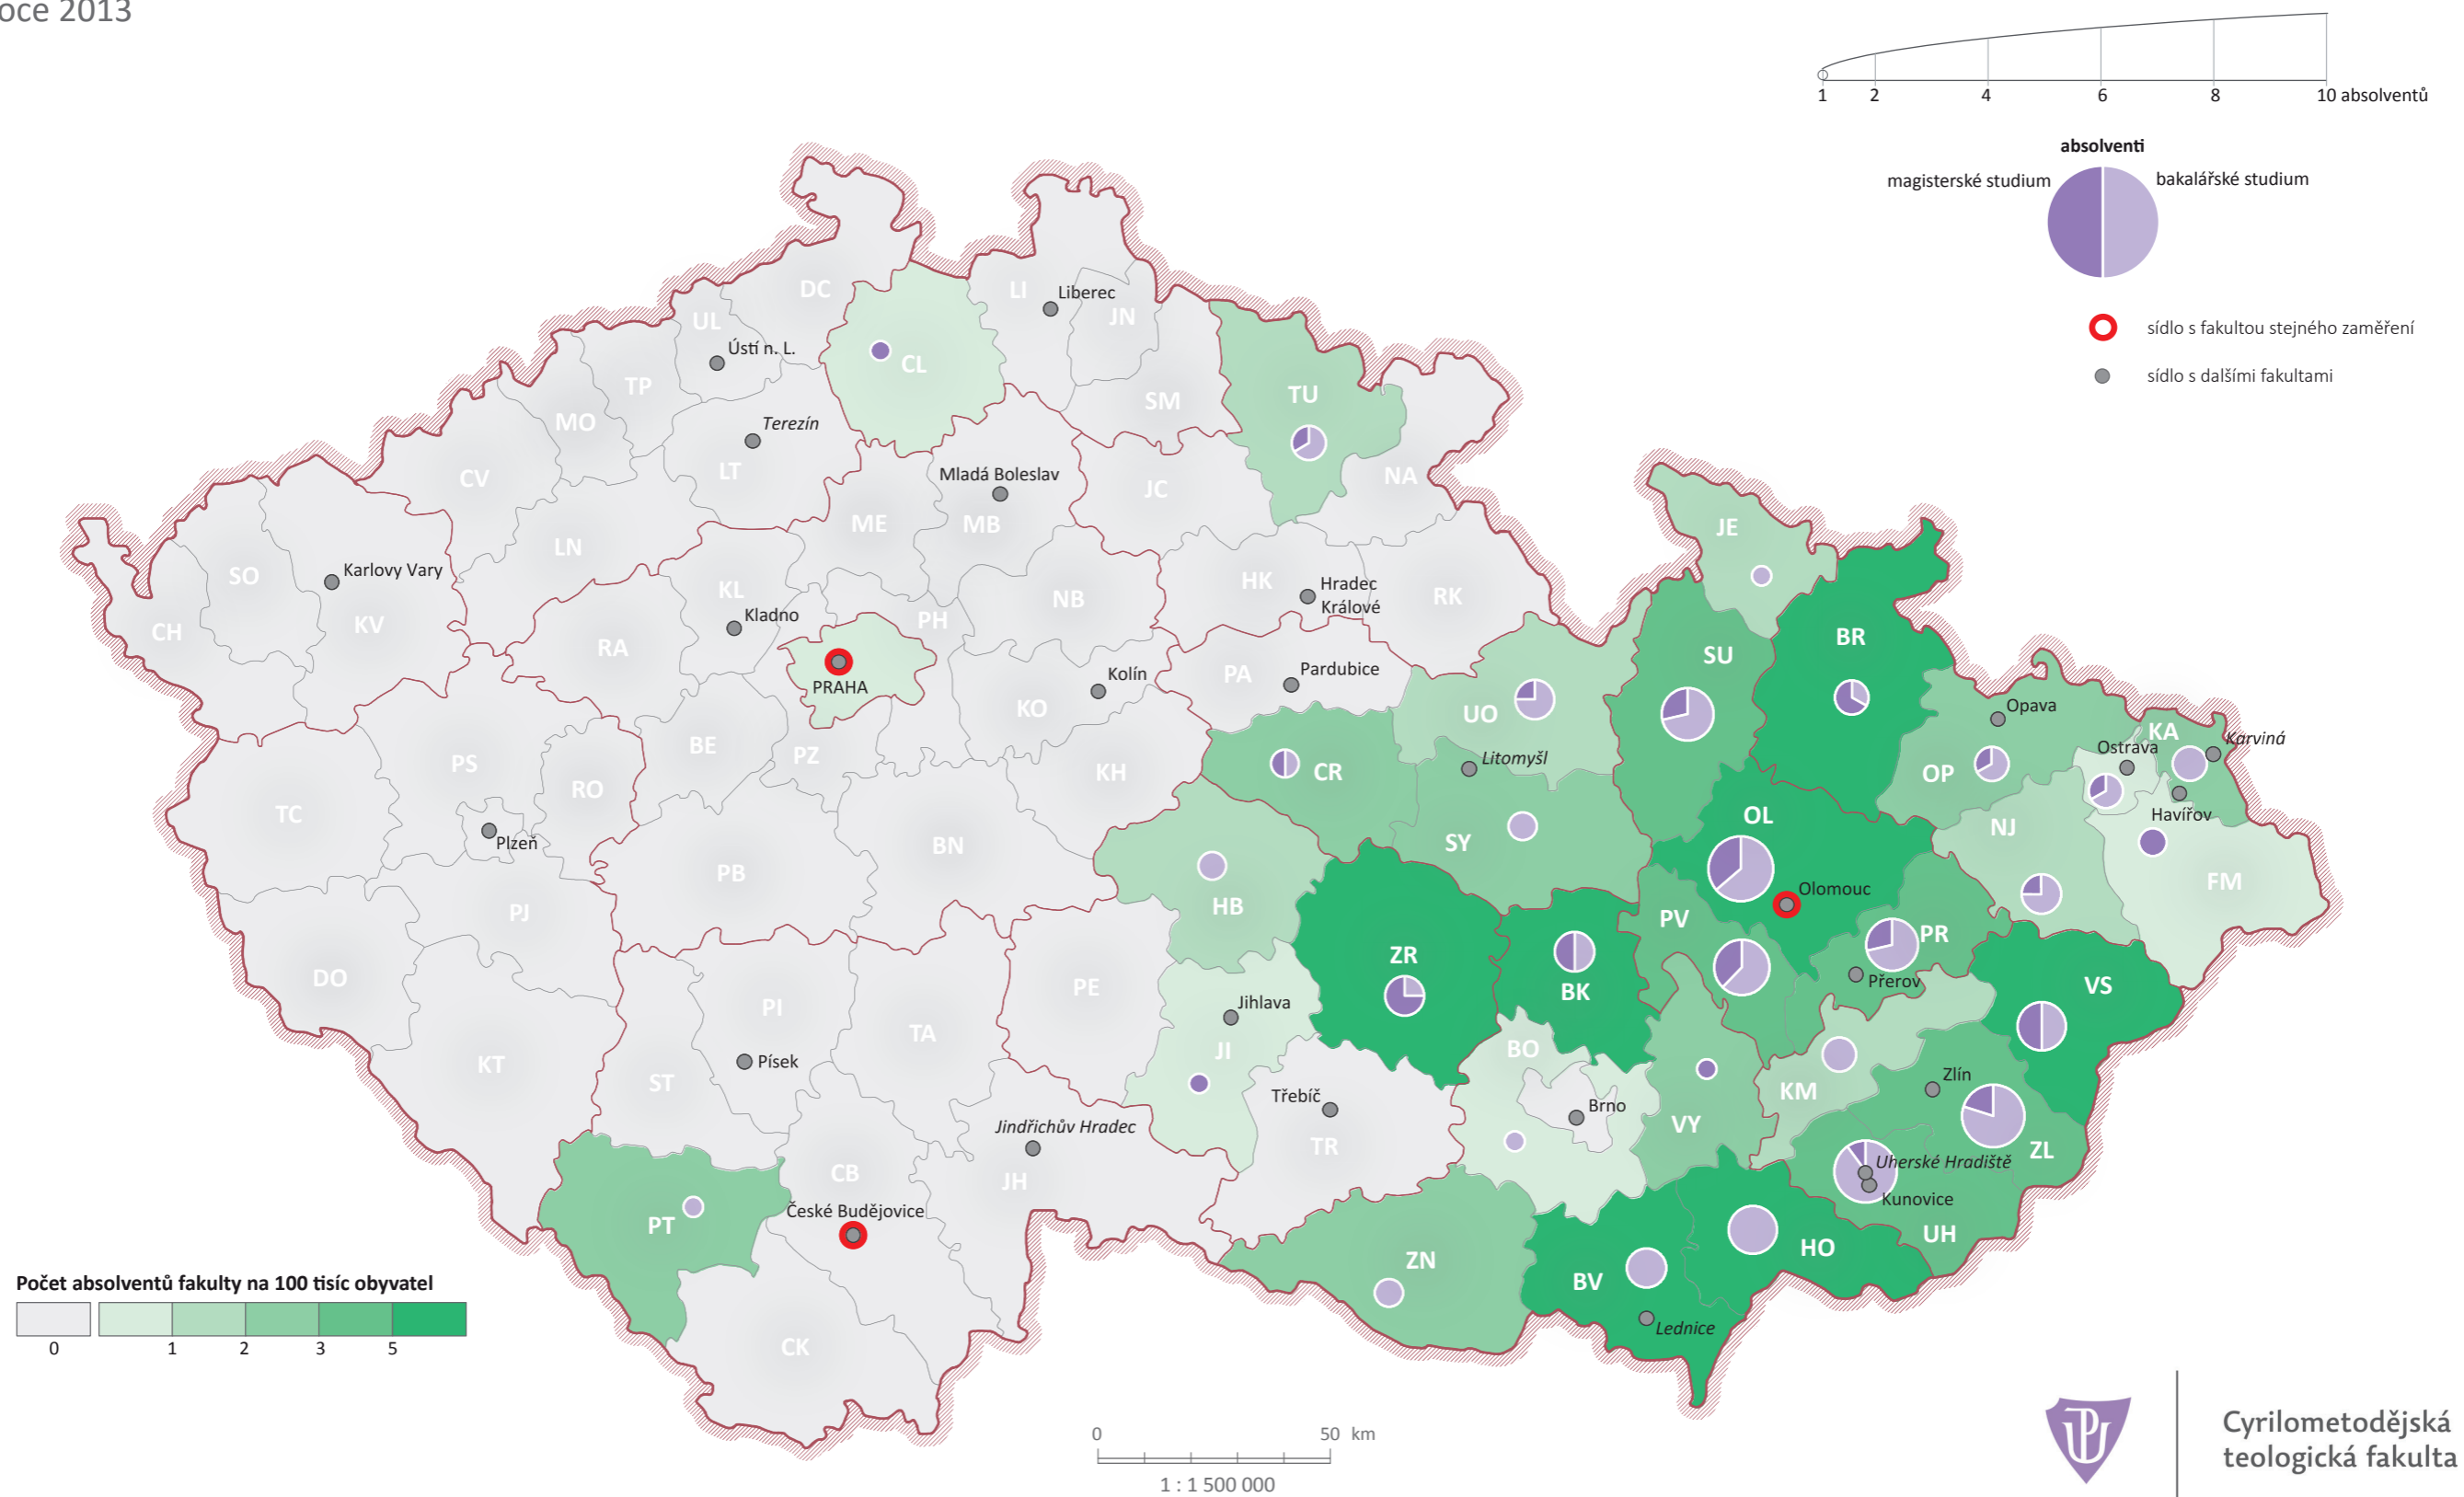 oce 2013
1 2 4 6 8 10 absolventů
absolventi
magisterské studium bakalářské studium
sídlo s fakultou stejného zaměření
sídlo s dalšími fakultami
DC
LI
Liberec
JN
UL
Ústí n. L.
CL
TP
TU
SM
MO
Terezín
LT
CV
Mladá Boleslav
JC
NA
ME
MB
JE
LN
SO
Karlovy Vary
KL
HK
Hradec
Králové
RK
NB
Kladno
PH
KV
CH
BR
RA
SU
PRAHA
Kolín
PA
Pardubice
KO
UO
Opava
KA
Karviná
Ostrava
BE
PZ
PS
KH
CR
Litomyšl
OP
RO
TC
OL
Havířov
NJ
Plzeň
BN
SY
PB
FM
Olomouc
PJ
HB
PV
PR
ZR
DO
Přerov
PE
BK
VS
PI
Jihlava
TA
JI
BO
KT
Písek
ST
Zlín
KM
Třebíč
Brno
VY
Jindřichův Hradec
TR
ZL
CB
JH
Uherské Hradiště
Kunovice
České Budějovice
PT
UH
HO
ZN
BV
Lednice
CK
Počet absolventů fakulty na 100 tisíc obyvatel
0 1 2 3 5
0 50 km
1 : 1 500 000
UP
Cyrilometodějská
teologická fakulta